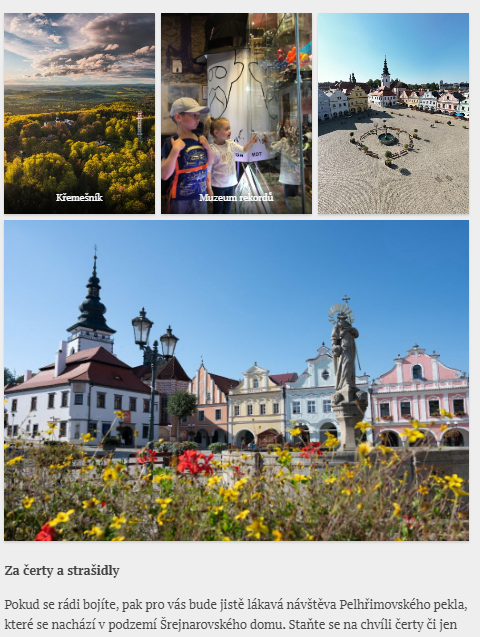 Křemešník
Muzeum rekordů
Za čerty a strašidly
Pokud se rádi bojíte, pak pro vás bude jistě lákavá návštěva Pelhřimovského pekla,
které se nachází v podzemí Šrejnarovského domu. Staňte se na chvíli čerty či jen